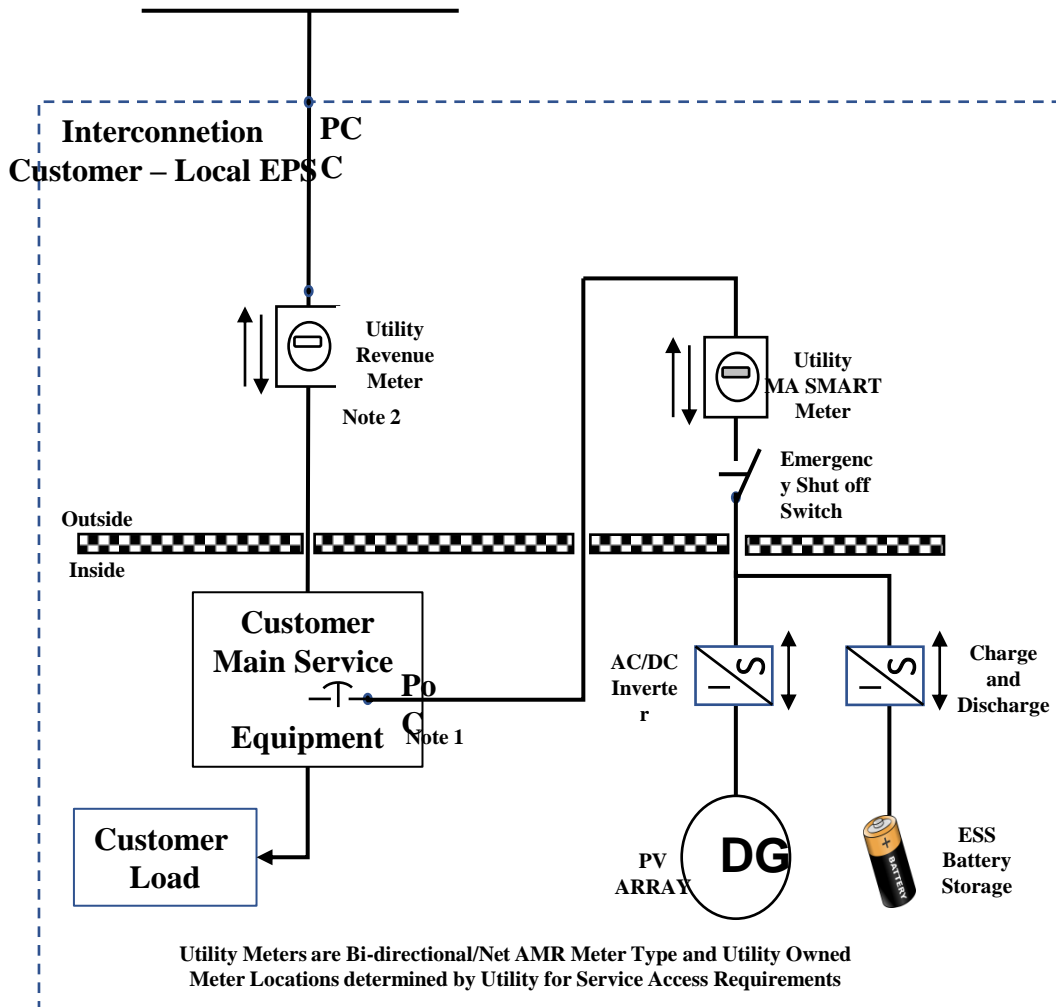 Interconnetion
Customer – Local EPS
PC
C
Utility
Revenue
Meter
Note 2
Utility
MA SMART
Meter
Emergenc
y Shut off
Switch
Outside
Inside
Customer
Main Service
Equipment
Po
C
Note 1
AC/DC
Inverte
r
Charge
and
Discharge
Customer
Load
PV
ARRAY
DG
+
BATTERY
ESS
Battery
Storage
Utility Meters are Bi-directional/Net AMR Meter Type and Utility Owned
Meter Locations determined by Utility for Service Access Requirements